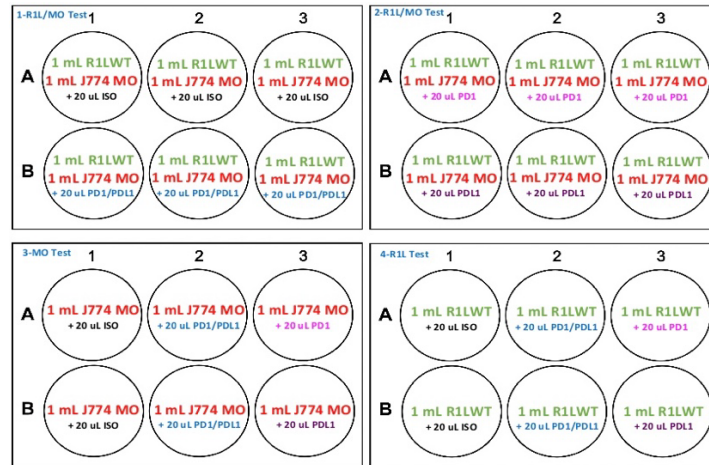 1-R1L/MO Test
1 2 3
A
1 mL R1LWT 1 mL R1LWT 1 mL R1LWT
1 mL J774 MO 1 mL J774 MO 1 mL J774 MO
+ 20 uL ISO + 20 uL ISO + 20 uL ISO
B
1 mL R1LWT 1 mL R1LWT 1 mL R1LWT
1 mL J774 MO 1 mL J774 MO 1 mL J774 MO
+ 20 uL PD1/PDL1 + 20 uL PD1/PDL1 + 20 uL PD1/PDL1
2-R1L/MO Test
1 2 3
A
1 mL R1LWT 1 mL R1LWT 1 mL R1LWT
1 mL J774 MO 1 mL J774 MO 1 mL J774 MO
+ 20 uL PD1 + 20 uL PD1 + 20 uL PD1
B
1 mL R1LWT 1 mL R1LWT 1 mL R1LWT
1 mL J774 MO 1 mL J774 MO 1 mL J774 MO
+ 20 uL PDL1 + 20 uL PDL1 + 20 uL PDL1
3-MO Test
1 2 3
A
1 mL J774 MO 1 mL J774 MO 1 mL J774 MO
+ 20 uL ISO + 20 uL PD1/PDL1 + 20 uL PD1
B
1 mL J774 MO 1 mL J774 MO 1 mL J774 MO
+ 20 uL ISO + 20 uL PD1/PDL1 + 20 uL PDL1
4-R1L Test
1 2 3
A
1 mL R1LWT 1 mL R1LWT 1 mL R1LWT
+ 20 uL ISO + 20 uL PD1/PDL1 + 20 uL PD1
B
1 mL R1LWT 1 mL R1LWT 1 mL R1LWT
+ 20 uL ISO + 20 uL PD1/PDL1 + 20 uL PDL1